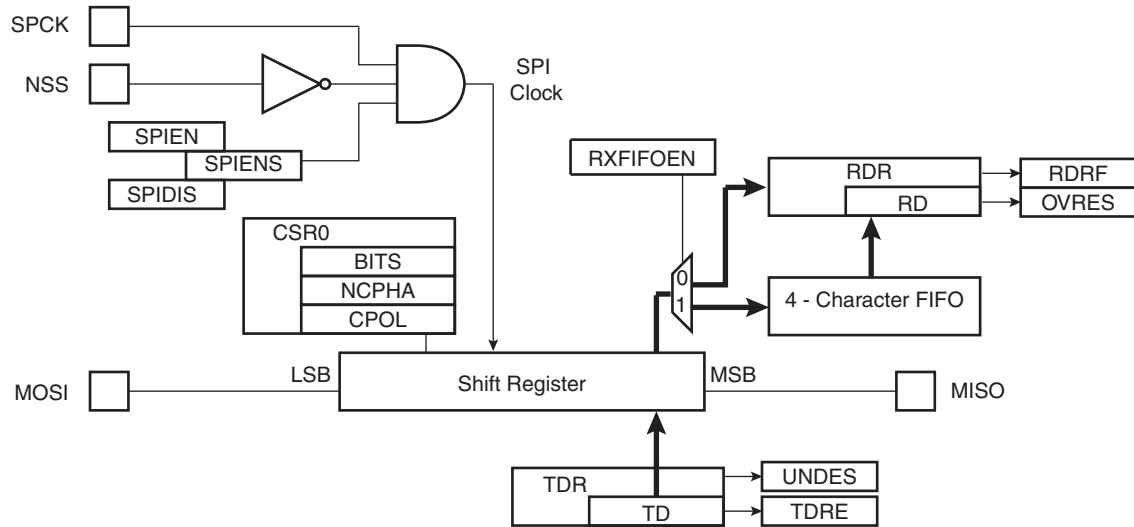 SPCK
NSS
SPI
Clock
SPIEN
SPIENS
SPIDIS
RXFIFOEN
RDR
RD
RDRF
OVRES
CSR0
BITS
NCPHA
CPOL
0
1
4 - Character FIFO
MOSI
LSB
Shift Register
MSB
MISO
TDR
TD
UNDES
TDRE